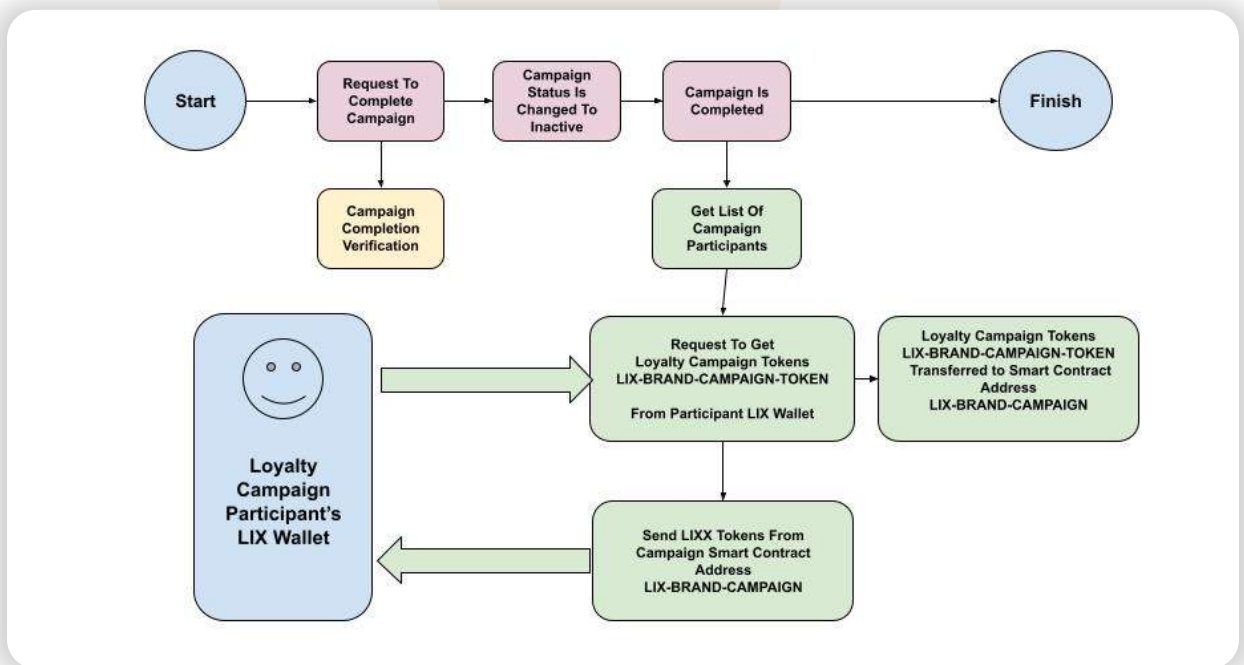 Start
Request To
Complete
Campaign
Campaign
Status Is
Changed To
Inactive
Campaign Is
Completed
Finish
Campaign
Completion
Verification
Get List Of
Campaign
Participants
Loyalty
Campaign
Participant's
LIX Wallet
Request To Get
Loyalty Campaign Tokens
LIX-BRAND-CAMPAIGN-TOKEN
From Participant LIX Wallet
Loyalty Campaign Tokens
LIX-BRAND-CAMPAIGN-TOKEN
Transferred to Smart Contract
Address
LIX-BRAND-CAMPAIGN
Send LIXX Tokens From
Campaign Smart Contract
Address
LIX-BRAND-CAMPAIGN